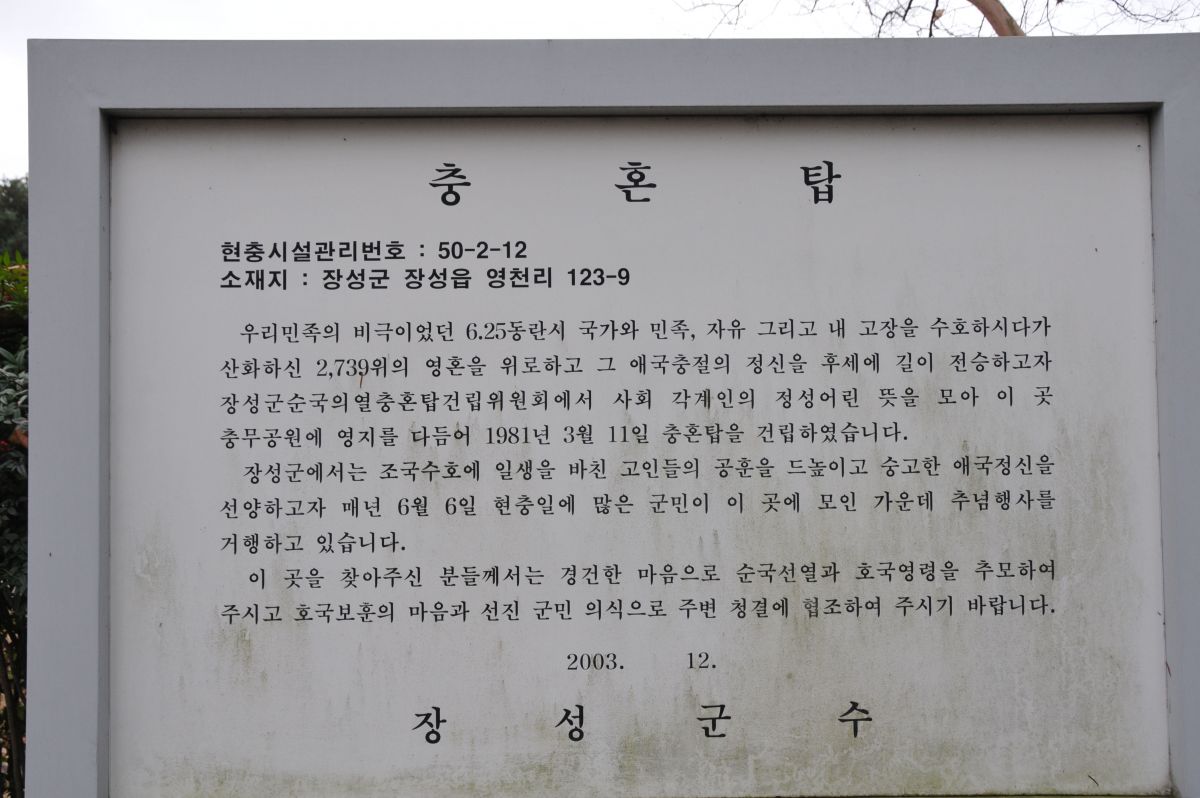 충 혼 탑
현충시설관리번호 : 50-2-12
소재지 : 장성군 장성읍 영천리 123-9
우리민족의 비극이었던 6.25동란시 국가와 민족, 자유 그리고 내 고장을 수호하시다가
산화하신 2,739위의 영혼을 위로하고 그 애국충절의 정신을 후세에 길이 전승하고자
장성군순국의열충혼탑건립위원회에서 사회 각계인의 정성어린 뜻을 모아 이 곳
충무공원에 영지를 다듬어 1981년 3월 11일 충혼탑을 건립하였습니다.
장성군에서는 조국수호에 일생을 바친 고인들의 공훈을 드높이고 숭고한 애국정신을
선양하고자 매년 6월 6일 현충일에 많은 군민이 이 곳에 모인 가운데 추념행사를
거행하고 있습니다.
이 곳을 찾아주신 분들께서는 경건한 마음으로 순국선열과 호국영령을 추모하여
주시고 호국보훈의 마음과 선진 군민 의식으로 주변 청결에 협조하여 주시기 바랍니다.
2003. 12.
장 성 군 수